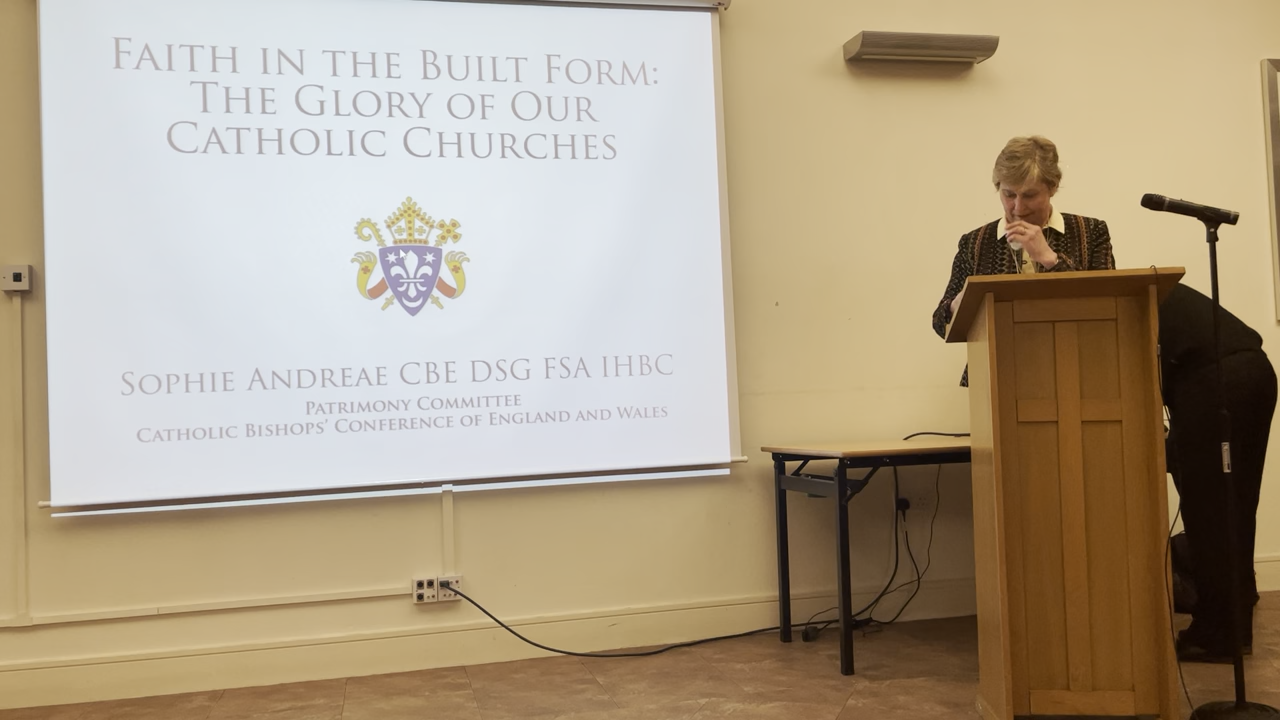 FAITH IN THE BUILT FORM:
THE GLORY OF OUR
CATHOLIC CHURCHES
SOPHIE ANDREAE CBE DSG FSA IHBC
PATRIMONY COMMITTEE
CATHOLIC BISHOPS' CONFERENCE OF ENGLAND AND WALES